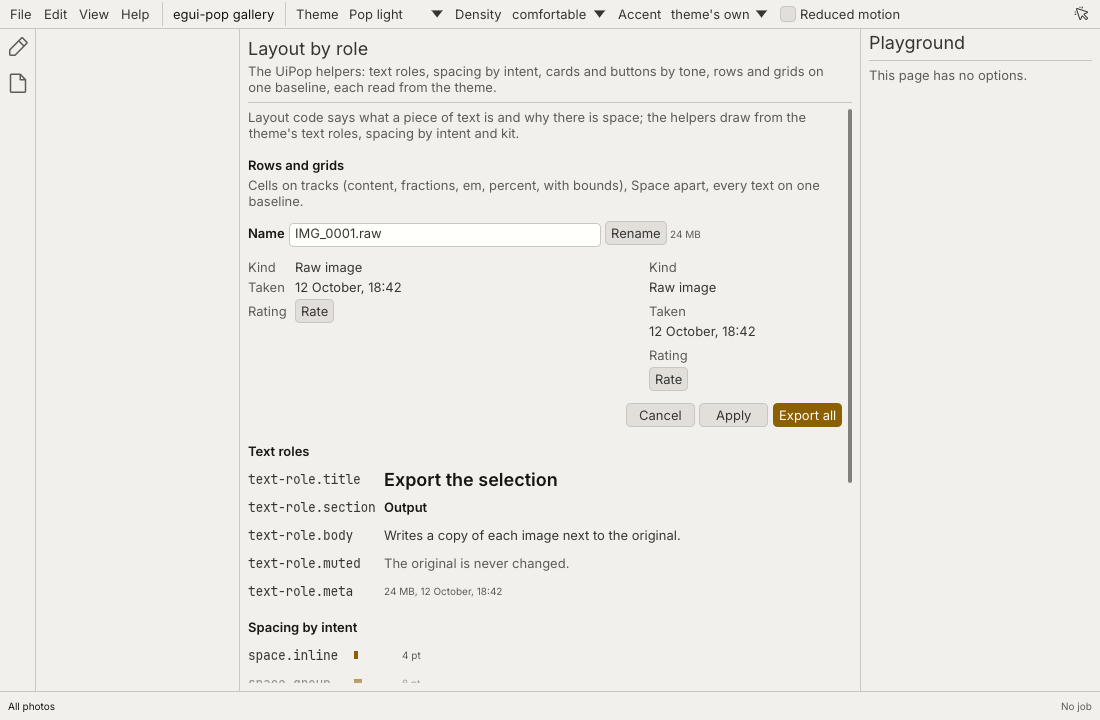 File Edit View Help egui-pop gallery Theme Pop light Density comfortable Accent theme's own Reduced motion
Layout by role
The UiPop helpers: text roles, spacing by intent, cards and buttons by tone, rows and grids on
one baseline, each read from the theme.
Layout code says what a piece of text is and why there is space; the helpers draw from the
theme's text roles, spacing by intent and kit.
Rows and grids
Cells on tracks (content, fractions, em, percent, with bounds), Space apart, every text on one
baseline.
Name IMG_0001.raw Rename 24 MB
Kind Raw image
Taken 12 October, 18:42
Rating Rate
Kind
Raw image
Taken
12 October, 18:42
Rating
Rate
Cancel Apply Export all
Text roles
text-role.title Export the selection
text-role.section Output
text-role.body Writes a copy of each image next to the original.
text-role.muted The original is never changed.
text-role.meta 24 MB, 12 October, 18:42
Spacing by intent
space.inline 4 pt
space.group 8 pt
Playground
This page has no options.
All photos No job